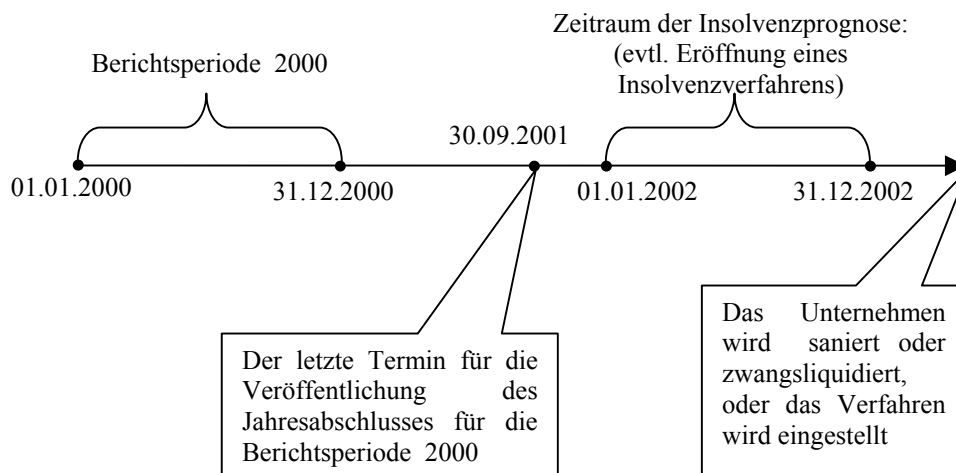 Zeitraum der Insolvenzprognose:
(evtl. Eröffnung eines
Insolvenzverfahrens)
Berichtsperiode 2000
30.09.2001
01.01.2000
31.12.2000
01.01.2002
31.12.2002
Der letzte Termin für die
Veröffentlichung des
Jahresabschlusses für die
Berichtsperiode 2000
Das Unternehmen
wird saniert oder
zwangsliquidiert,
oder das Verfahren
wird eingestellt